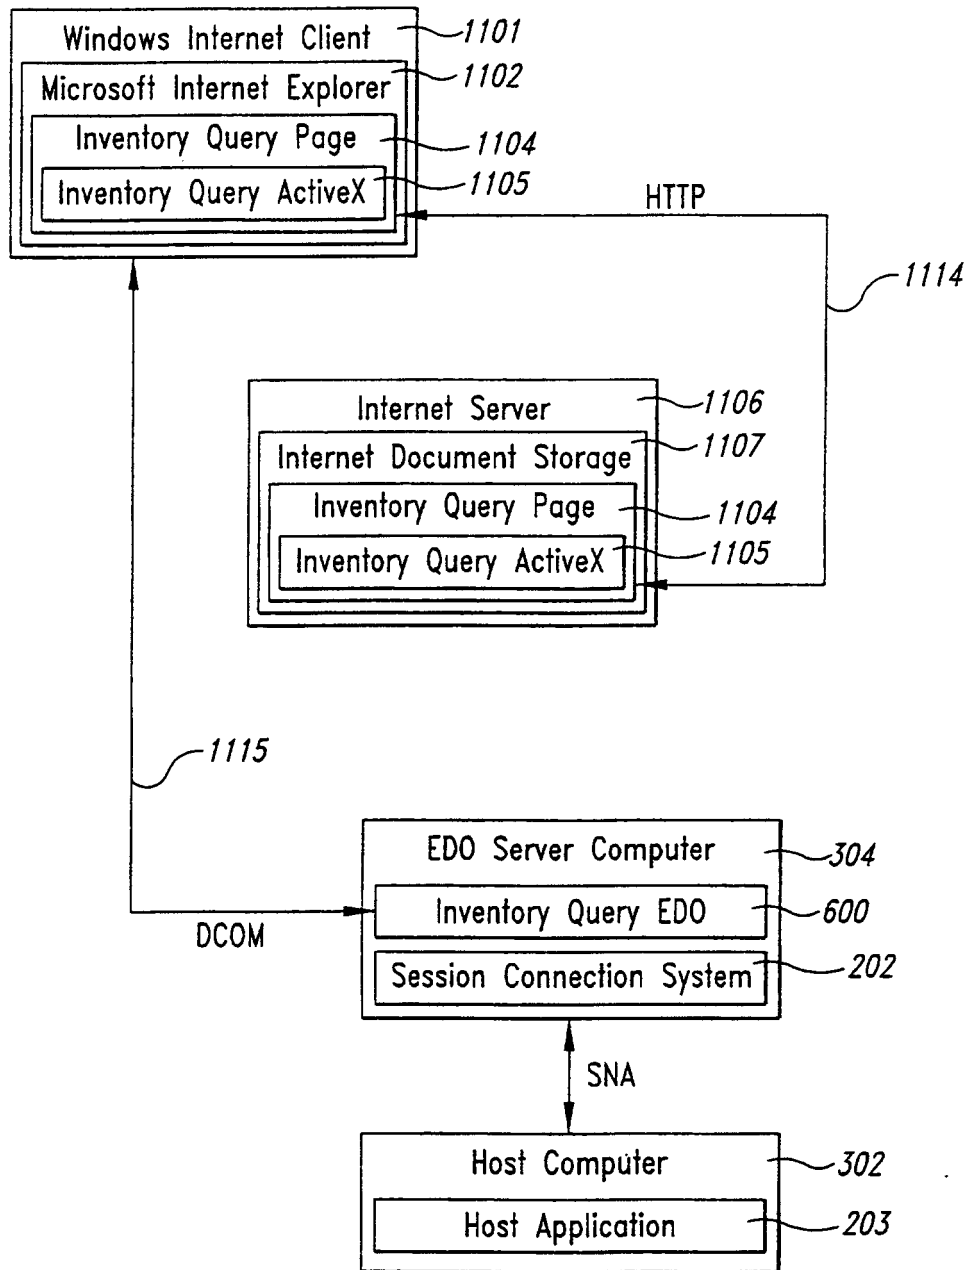 Windows Internet Client 1101
Microsoft Internet Explorer 1102
Inventory Query Page 1104
Inventory Query ActiveX 1105
HTTP
1114
Internet Server 1106
Internet Document Storage 1107
Inventory Query Page 1104
Inventory Query ActiveX 1105
1115
EDO Server Computer 304
Inventory Query EDO 600
DCOM
Session Connection System 202
SNA
Host Computer 302
Host Application 203